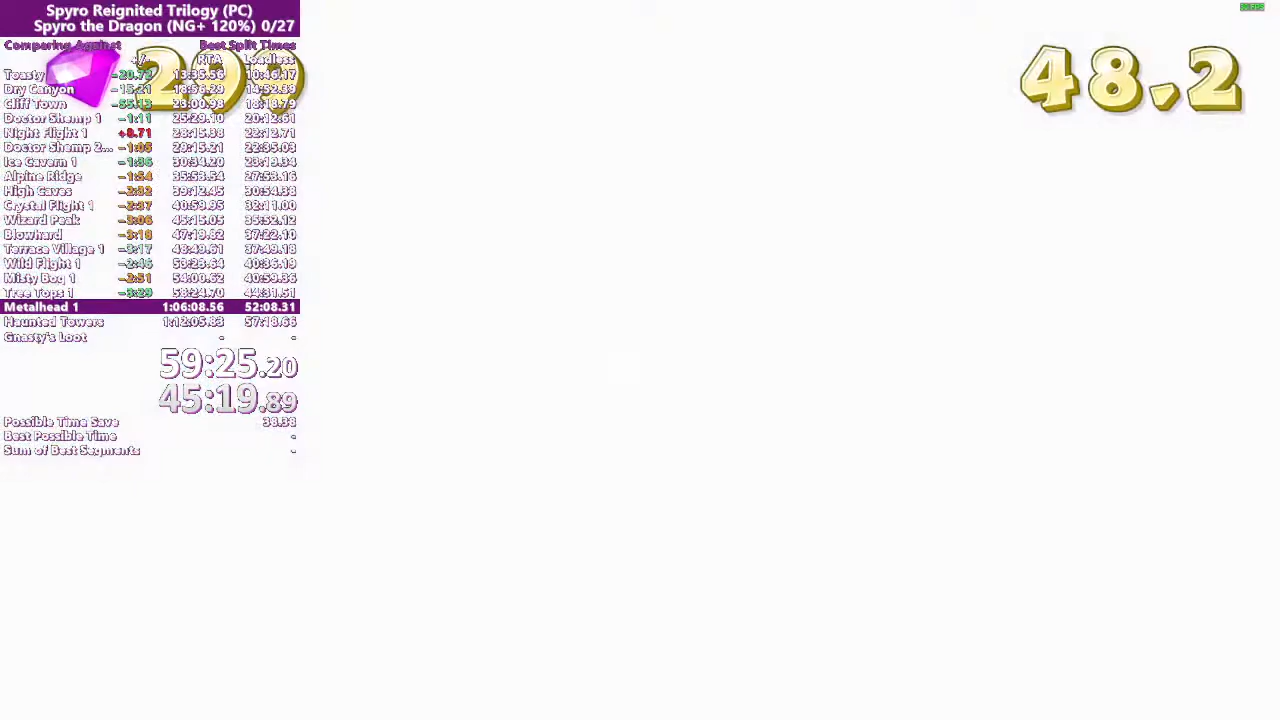 Spyro Reignited Trilogy (PC)
Spyro the Dragon (NG+ 120%) 0/27
Comparing Against Best Split Times
+/- RTA Loadless
Toasty -20.72 13:35.56 10:46.17
Dry Canyon -15.21 18:56.29 14:52.39
Cliff Town -55.13 23:00.98 18:18.79
Doctor Shemp 1 -1:11 25:29.10 20:12.61
Night Flight 1 +8.71 28:15.98 22:12.71
Doctor Shemp 2... -1:05 29:15.21 22:35.03
Ice Cavern 1 -1:36 30:34.20 23:19.34
Alpine Ridge -1:54 35:53.54 27:53.16
High Caves -2:32 39:12.45 30:54.38
Crystal Flight 1 -2:37 40:59.95 32:11.00
Wizard Peak -3:06 45:15.05 35:52.12
Blowhard -3:18 47:19.82 37:22.10
Terrace Village 1 -3:17 48:49.61 37:49.18
Wild Flight 1 -2:46 53:23.64 40:36.19
Misty Bog 1 -2:51 54:00.62 40:59.36
Tree Tops 1 -3:29 58:24.70 44:31.51
Metalhead 1 1:06:08.56 52:08.31
Haunted Towers 1:12:05.83 57:18.66
Gnasty's Loot - -
59:25.20
45:19.89
Possible Time Save 38.38
Best Possible Time -
Sum of Best Segments -
48.2